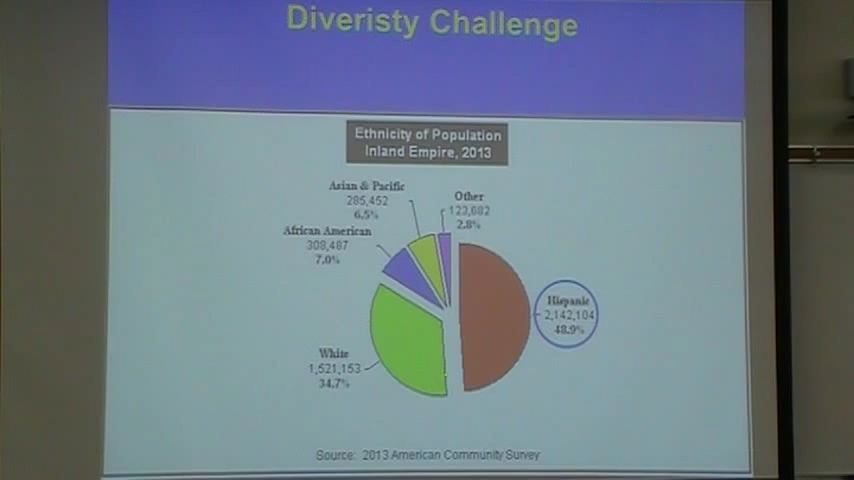 Diveristy Challenge
Ethnicity of Population
Inland Empire, 2013
Asian & Pacific
285,452
6.5%
Other
123,682
2.8%
African American
308,487
7.0%
Hispanic
2,142,104
48.9%
White
1,521,153
34.7%
Source: 2013 American Community Survey